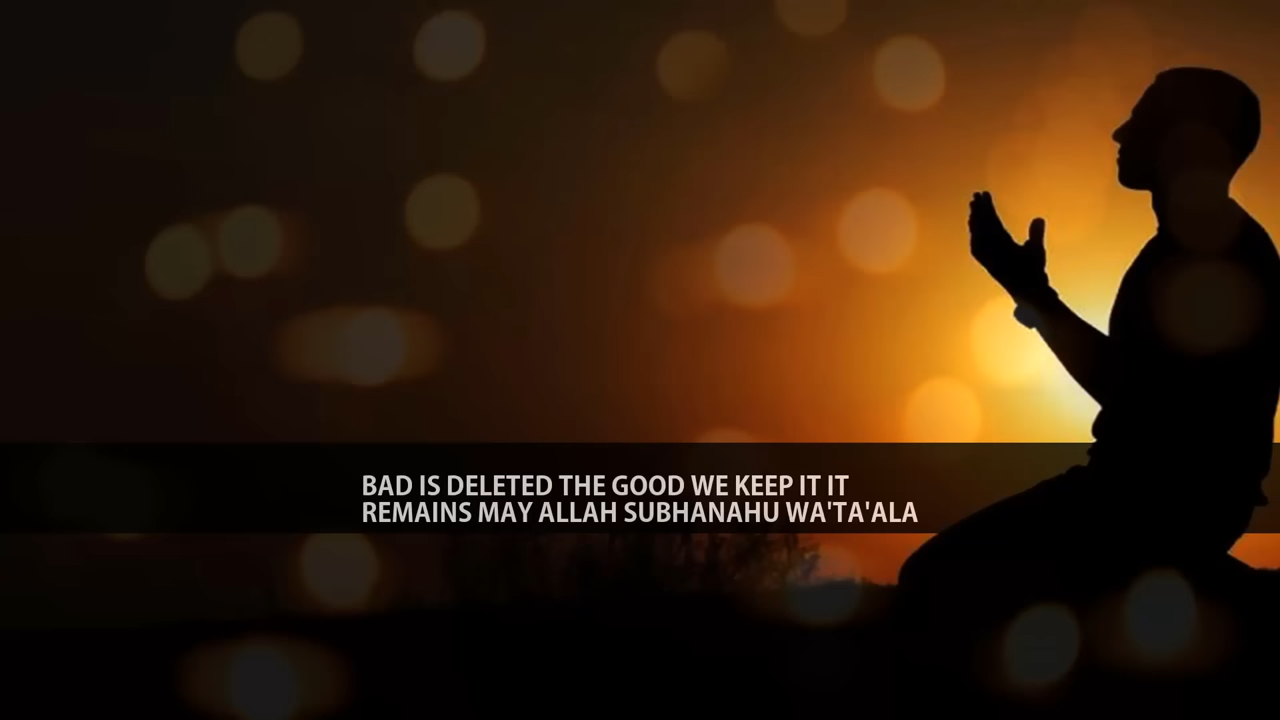 BAD IS DELETED THE GOOD WE KEEP IT IT
REMAINS MAY ALLAH SUBHANAHU WA'TA'ALA